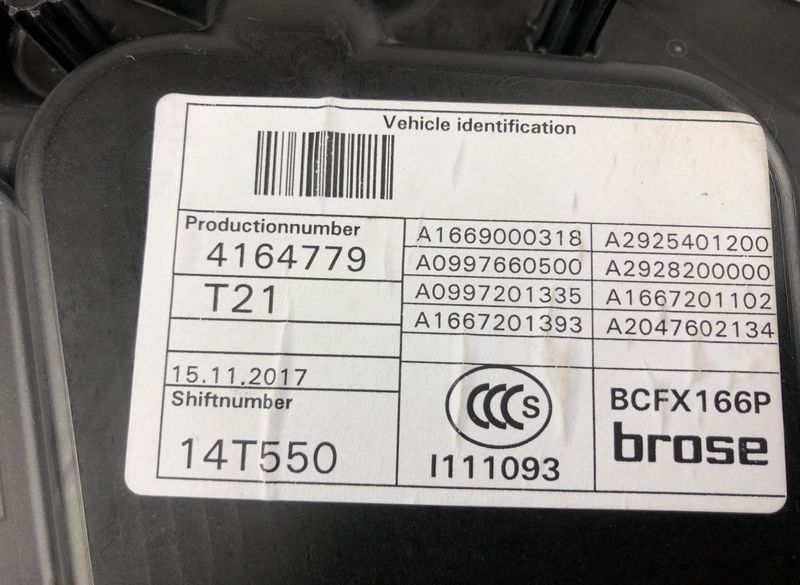 Vehicle identification
Productionnumber
4164779
T21
15.11.2017
Shiftnumber
14T550
A1669000318 A2925401200
A0997660500 A2928200000
A0997201335 A1667201102
A1667201393 A2047602134
CCC S
I111093
BCFX166P
brose